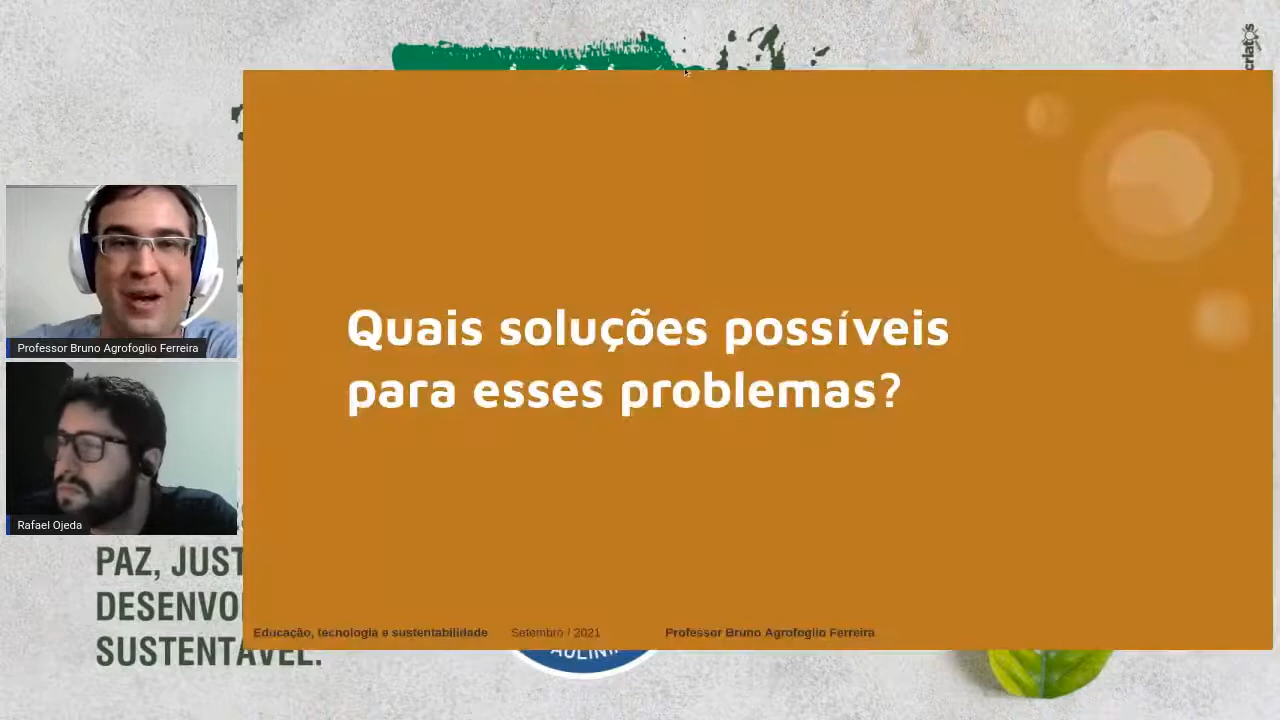 criatos
Professor Bruno Agrofoglio Ferreira
Rafael Ojeda
Quais soluções possíveis
para esses problemas?
PAZ, JUST
DESENVO
SUSTENTÁVEL.
Educação, tecnologia e sustentabilidade
Setembro / 2021
Professor Bruno Agrofoglio Ferreira